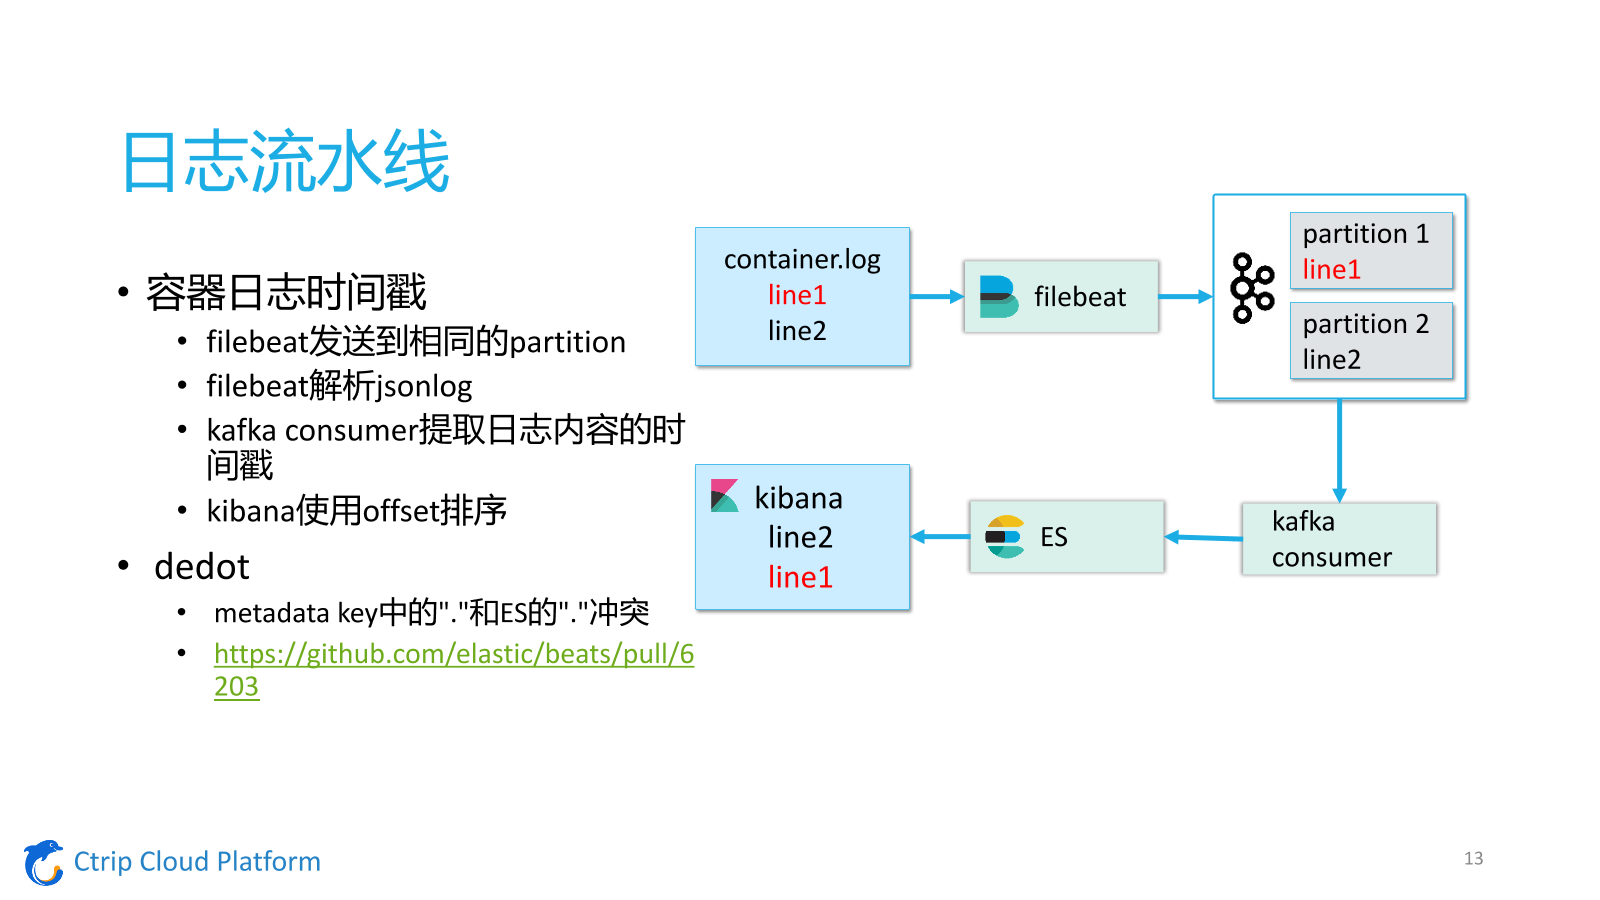 日志流水线
• 容器日志时间戳
• filebeat发送到相同的partition
• filebeat解析jsonlog
• kafka consumer提取日志内容的时
间戳
• kibana使用offset排序
• dedot
• metadata key中的"."和ES的"."冲突
• https://github.com/elastic/beats/pull/6
203
container.log
line1
line2
filebeat
partition 1
line1
partition 2
line2
kibana
line2
line1
ES
kafka
consumer
Ctrip Cloud Platform
13